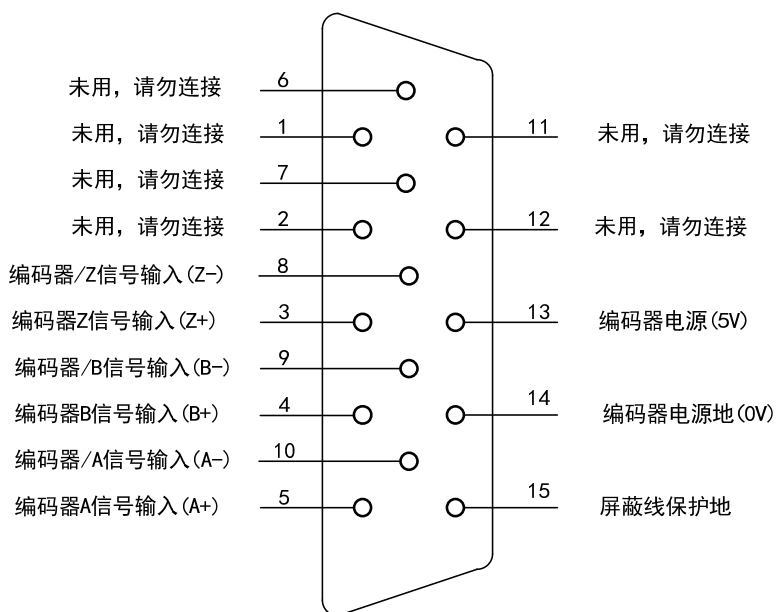 未用，请勿连接 6
未用，请勿连接 1
11 未用，请勿连接
未用，请勿连接 7
未用，请勿连接 2
12 未用，请勿连接
编码器/Z信号输入(Z-) 8
编码器Z信号输入(Z+) 3
13 编码器电源(5V)
编码器/B信号输入(B-) 9
编码器B信号输入(B+) 4
14 编码器电源地(0V)
编码器/A信号输入(A-) 10
编码器A信号输入(A+) 5
15 屏蔽线保护地